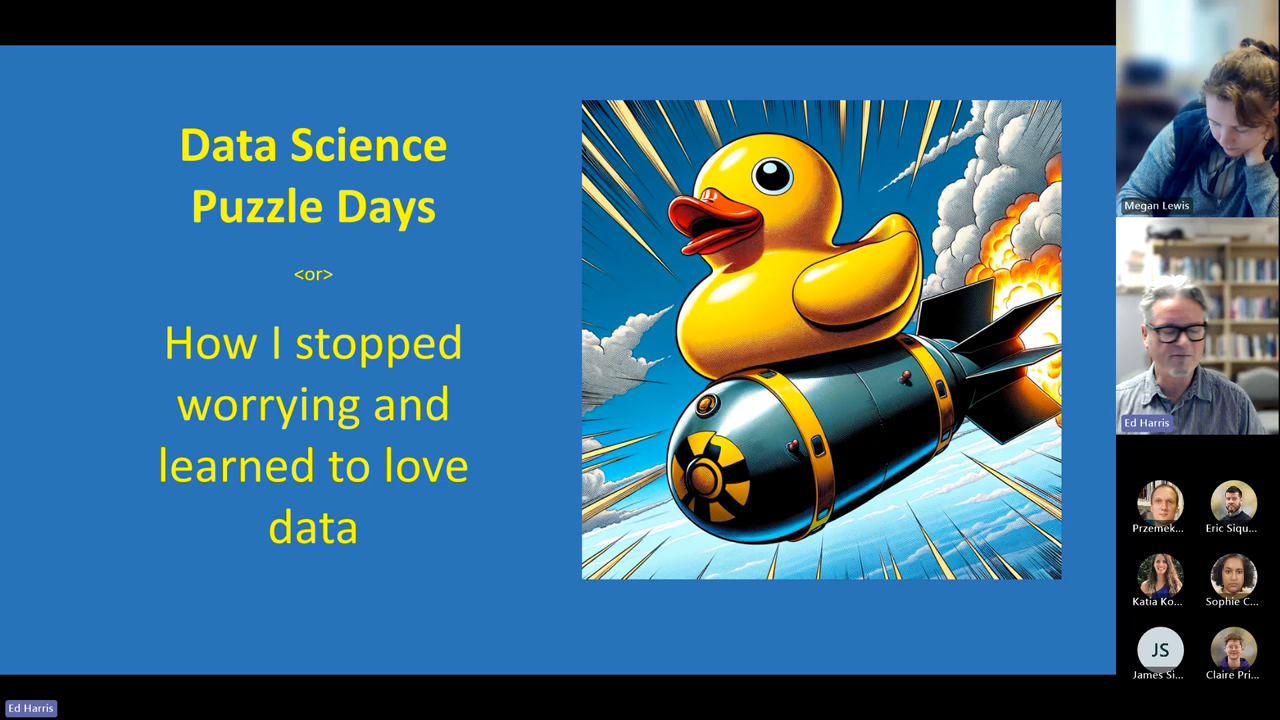 Data Science
Puzzle Days
<or>
How I stopped
worrying and
learned to love
data
Megan Lewis
Ed Harris
Przemek...
Eric Siqu...
Katia Ko...
Sophie C...
JS
James Si...
Claire Pri...
Ed Harris